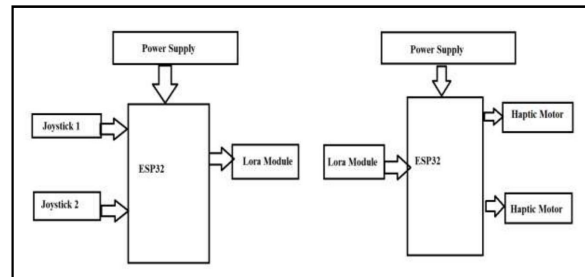 Power Supply
Joystick 1
Joystick 2
ESP32
Lora Module
Power Supply
Lora Module
ESP32
Haptic Motor
Haptic Motor